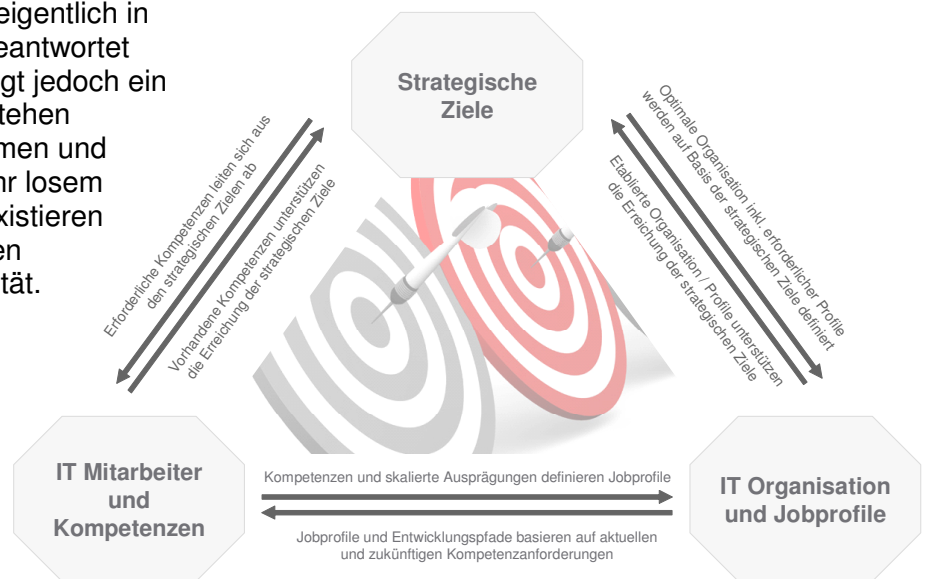 eigentlich in
eantwortet
gt jedoch ein
tehen
men und
hr losem
xistieren
en
tät.
Strategische
Ziele
Erforderliche Kompetenzen leiten sich aus
den strategischen Zielen ab
Vorhandene Kompetenzen unterstützen
die Erreichung der strategischen Ziele
Optimale Organisation inkl. erforderlicher Profile
werden auf Basis der strategischen Ziele definiert
Etablierte Organisation / Profile unterstützen
die Erreichung der strategischen Ziele
IT Mitarbeiter
und
Kompetenzen
Kompetenzen und skalierte Ausprägungen definieren Jobprofile
Jobprofile und Entwicklungspfade basieren auf aktuellen
und zukünftigen Kompetenzanforderungen
IT Organisation
und Jobprofile